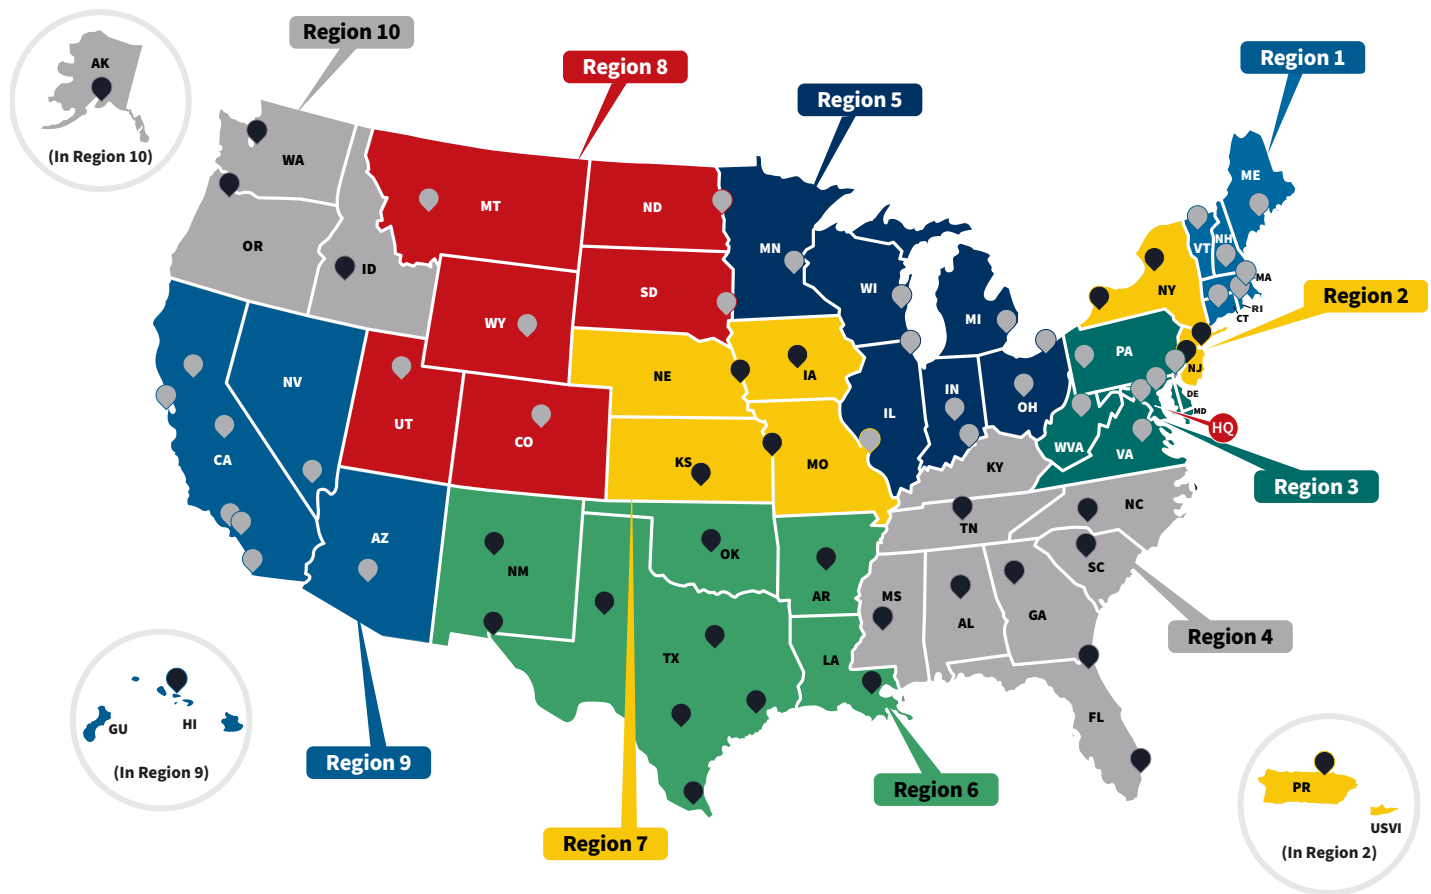 Region 10
Region 8
Region 5
Region 1
AK
(In Region 10)
WA
OR
ID
MT
ND
MN
SD
WY
WI
MI
ME
VT
NH
MA
RI
CT
NY
Region 2
NE
IA
PA
NJ
DE
MD
HQ
NV
UT
CO
CA
KS
MO
IL
IN
OH
WVA
VA
KY
Region 3
AZ
NM
OK
AR
TN
NC
SC
MS
AL
GA
Region 4
TX
LA
FL
GU
HI
(In Region 9)
Region 9
Region 6
Region 7
PR
USVI
(In Region 2)